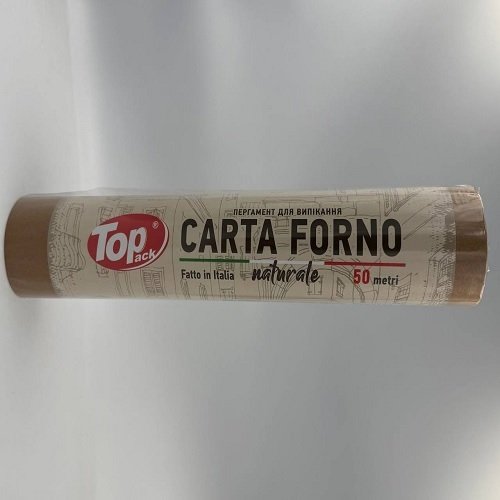 Top®
ack
ПЕРГАМЕНТ ДЛЯ ВИПІКАННЯ
CARTA FORNO
Fatto in Italia
naturale
50 metri